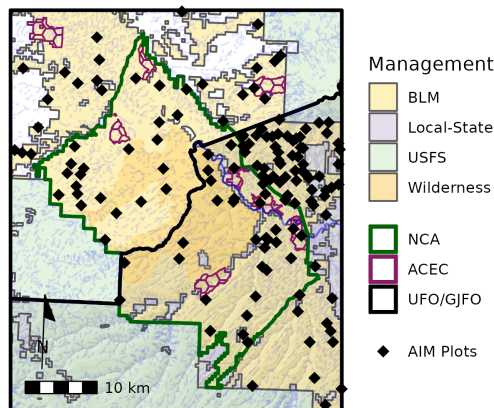 Management
BLM
Local-State
USFS
Wilderness
NCA
ACEC
UFO/GJFO
AIM Plots
N
10 km